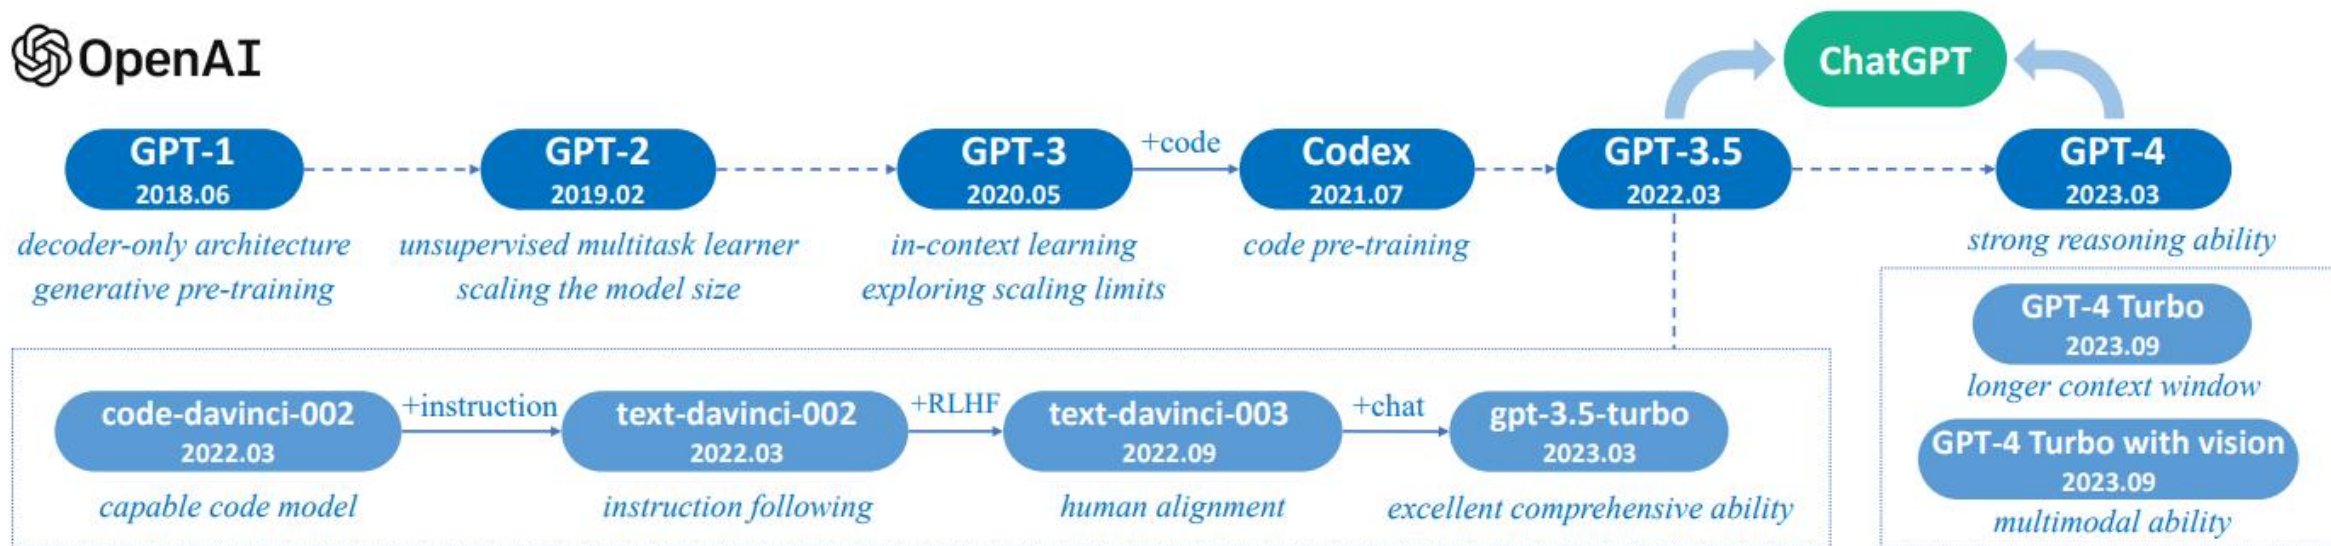 OpenAI
ChatGPT
GPT-1
2018.06
decoder-only architecture
generative pre-training
GPT-2
2019.02
unsupervised multitask learner
scaling the model size
GPT-3
2020.05
in-context learning
exploring scaling limits
+code
Codex
2021.07
code pre-training
GPT-3.5
2022.03
GPT-4
2023.03
strong reasoning ability
GPT-4 Turbo
2023.09
longer context window
GPT-4 Turbo with vision
2023.09
multimodal ability
code-davinci-002
2022.03
capable code model
+instruction
text-davinci-002
2022.03
instruction following
+RLHF
text-davinci-003
2022.09
human alignment
+chat
gpt-3.5-turbo
2023.03
excellent comprehensive ability